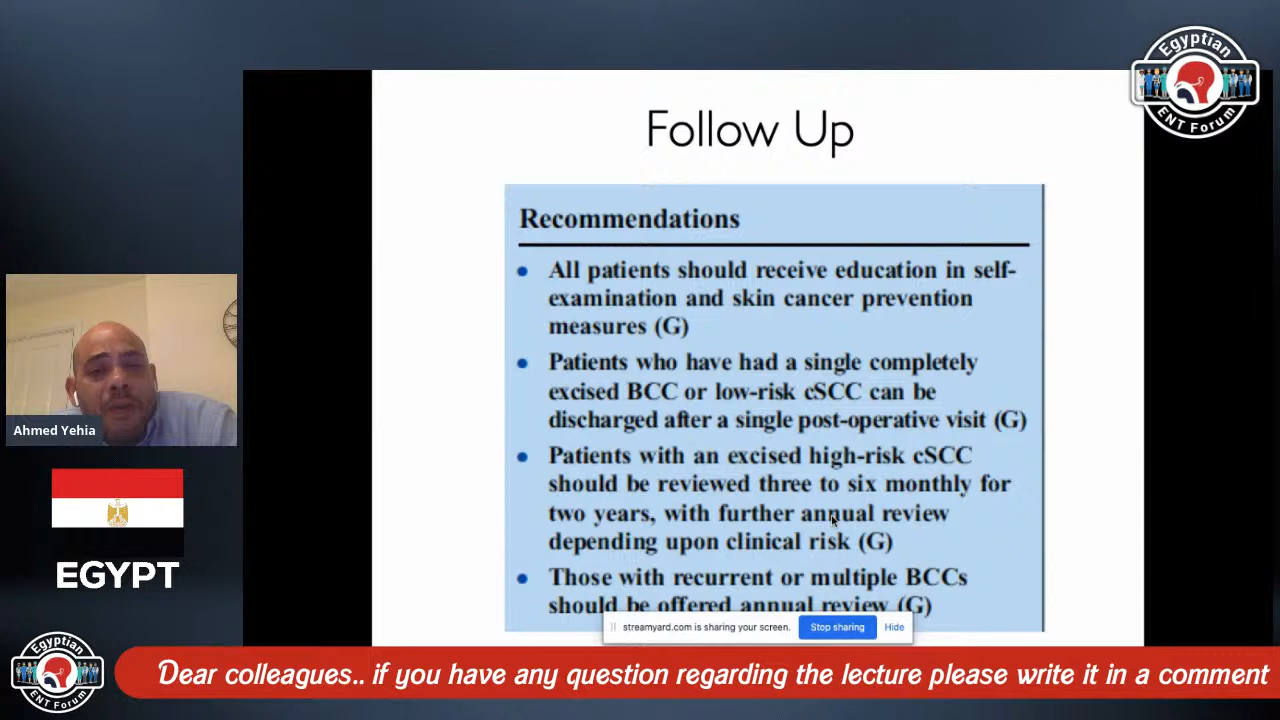 Egyptian
ENT Forum
Follow Up
Recommendations
• All patients should receive education in self-
examination and skin cancer prevention
measures (G)
• Patients who have had a single completely
excised BCC or low-risk cSCC can be
discharged after a single post-operative visit (G)
• Patients with an excised high-risk cSCC
should be reviewed three to six monthly for
two years, with further annual review
depending upon clinical risk (G)
• Those with recurrent or multiple BCCs
should be offered annual review (G)
streamyard.com is sharing your screen.
Stop sharing
Hide
Ahmed Yehia
EGYPT
Egyptian
ENT Forum
Dear colleagues.. if you have any question regarding the lecture please write it in a comment